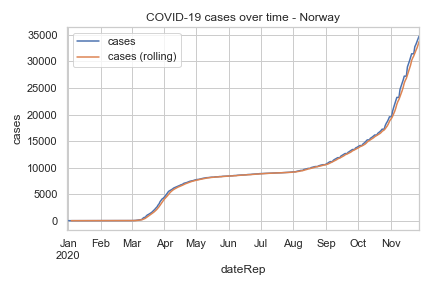 COVID-19 cases over time - Norway
cases
cases (rolling)
35000
30000
25000
20000
15000
10000
5000
0
cases
Jan Feb Mar Apr May Jun Jul Aug Sep Oct Nov
2020
dateRep